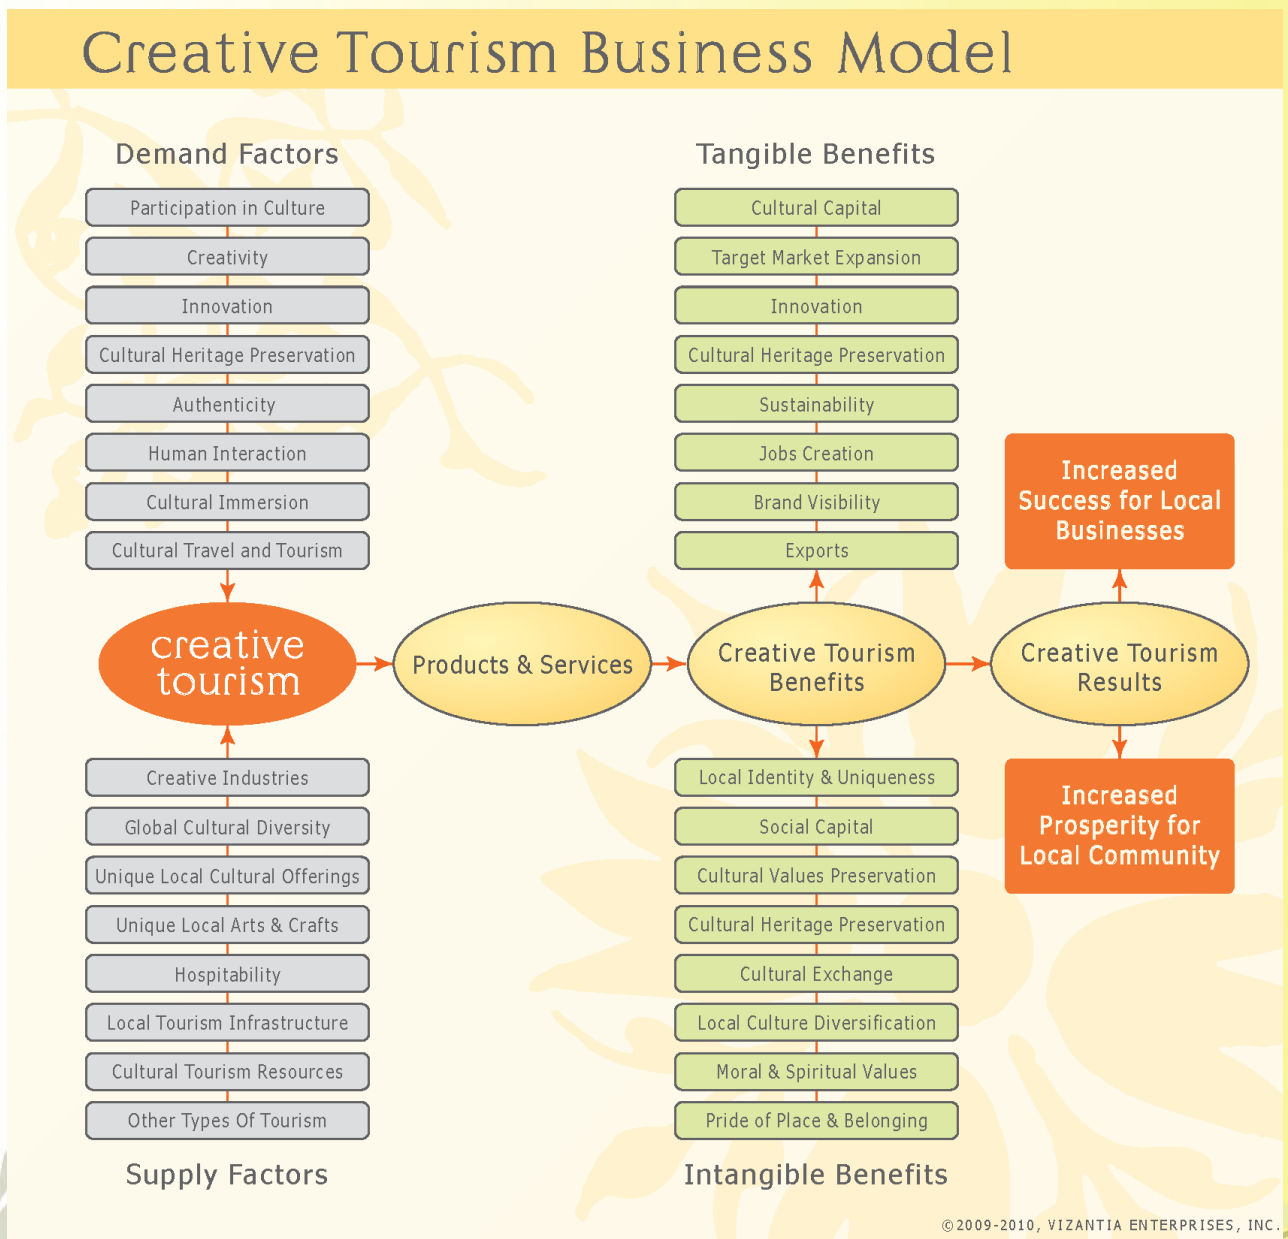 Creative Tourism Business Model
Demand Factors
Participation in Culture
Creativity
Innovation
Cultural Heritage Preservation
Authenticity
Human Interaction
Cultural Immersion
Cultural Travel and Tourism
creative
tourism
Creative Industries
Global Cultural Diversity
Unique Local Cultural Offerings
Unique Local Arts & Crafts
Hospitability
Local Tourism Infrastructure
Cultural Tourism Resources
Other Types Of Tourism
Supply Factors
Products & Services
Tangible Benefits
Cultural Capital
Target Market Expansion
Innovation
Cultural Heritage Preservation
Sustainability
Jobs Creation
Brand Visibility
Exports
Creative Tourism
Benefits
Local Identity & Uniqueness
Social Capital
Cultural Values Preservation
Cultural Heritage Preservation
Cultural Exchange
Local Culture Diversification
Moral & Spiritual Values
Pride of Place & Belonging
Intangible Benefits
Increased
Success for Local
Businesses
Creative Tourism
Results
Increased
Prosperity for
Local Community
©2009-2010, VIZANTIA ENTERPRISES, INC.